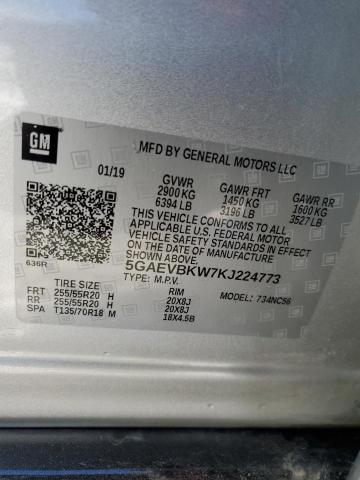 GM
01/19
MFD BY GENERAL MOTORS LLC
GVWR GAWR FRT GAWR RR
2900 KG 1450 KG 1600 KG
6394 LB 3196 LB 3527 LB
THIS VEHICLE CONFORMS TO ALL
APPLICABLE U.S. FEDERAL MOTOR
VEHICLE SAFETY STANDARDS IN
EFFECT ON THE DATE OF
MANUFACTURE SHOWN ABOVE.
636R
5GAEVBKW7KJ224773
TYPE: M.P.V. MODEL: 734NC56
TIRE SIZE RIM
FRT 255/55R20 H 20X8J
RR 255/55R20 H 20X8J
SPA T135/70R18 M 18X4.5B